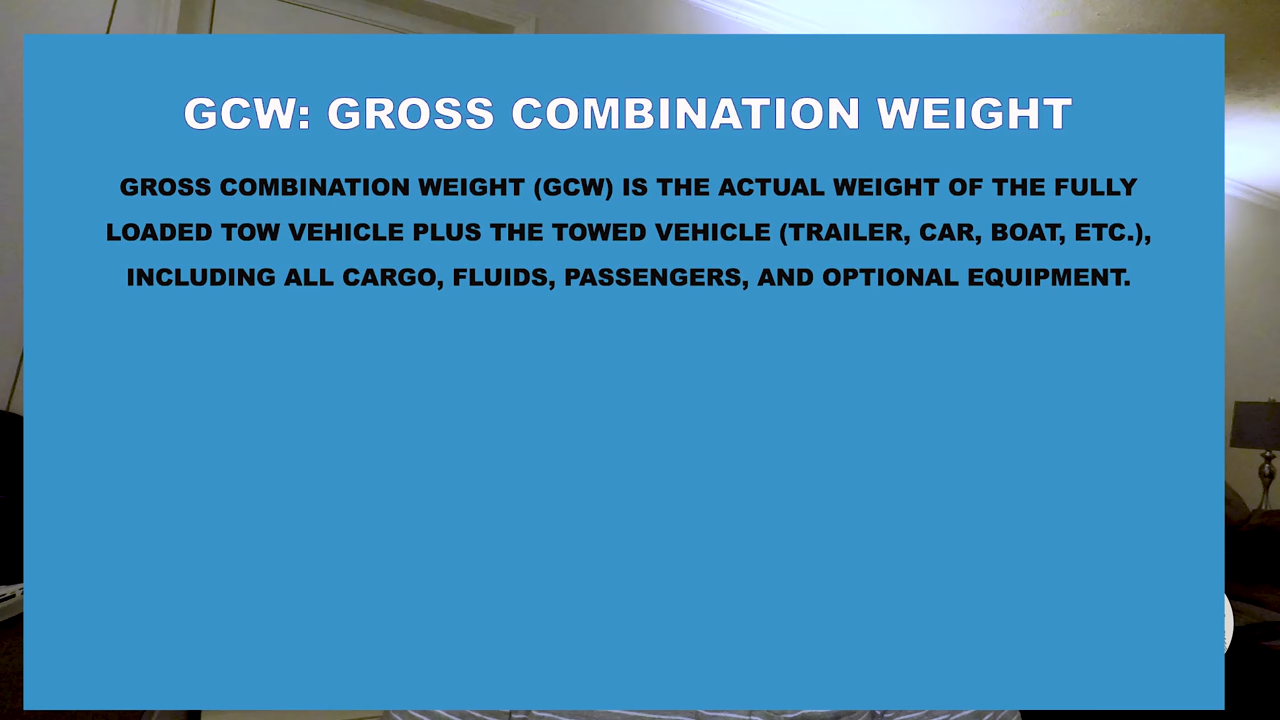 GCW: GROSS COMBINATION WEIGHT
GROSS COMBINATION WEIGHT (GCW) IS THE ACTUAL WEIGHT OF THE FULLY
LOADED TOW VEHICLE PLUS THE TOWED VEHICLE (TRAILER, CAR, BOAT, ETC.),
INCLUDING ALL CARGO, FLUIDS, PASSENGERS, AND OPTIONAL EQUIPMENT.